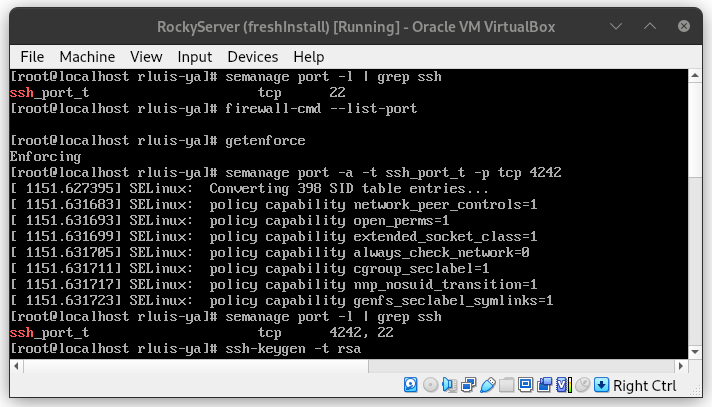 RockyServer (freshInstall) [Running] - Oracle VM VirtualBox
File Machine View Input Devices Help
[root@localhost rluis-ya]# semanage port -l | grep ssh
ssh_port_t                     tcp      22
[root@localhost rluis-ya]# firewall-cmd --list-port

[root@localhost rluis-ya]# getenforce
Enforcing
[root@localhost rluis-ya]# semanage port -a -t ssh_port_t -p tcp 4242
[ 1151.627395] SELinux:  Converting 398 SID table entries...
[ 1151.631683] SELinux:  policy capability network_peer_controls=1
[ 1151.631693] SELinux:  policy capability open_perms=1
[ 1151.631699] SELinux:  policy capability extended_socket_class=1
[ 1151.631705] SELinux:  policy capability always_check_network=0
[ 1151.631711] SELinux:  policy capability cgroup_seclabel=1
[ 1151.631717] SELinux:  policy capability nnp_nosuid_transition=1
[ 1151.631723] SELinux:  policy capability genfs_seclabel_symlinks=1
[root@localhost rluis-ya]# semanage port -l | grep ssh
ssh_port_t                     tcp      4242, 22
[root@localhost rluis-ya]# ssh-keygen -t rsa
Right Ctrl